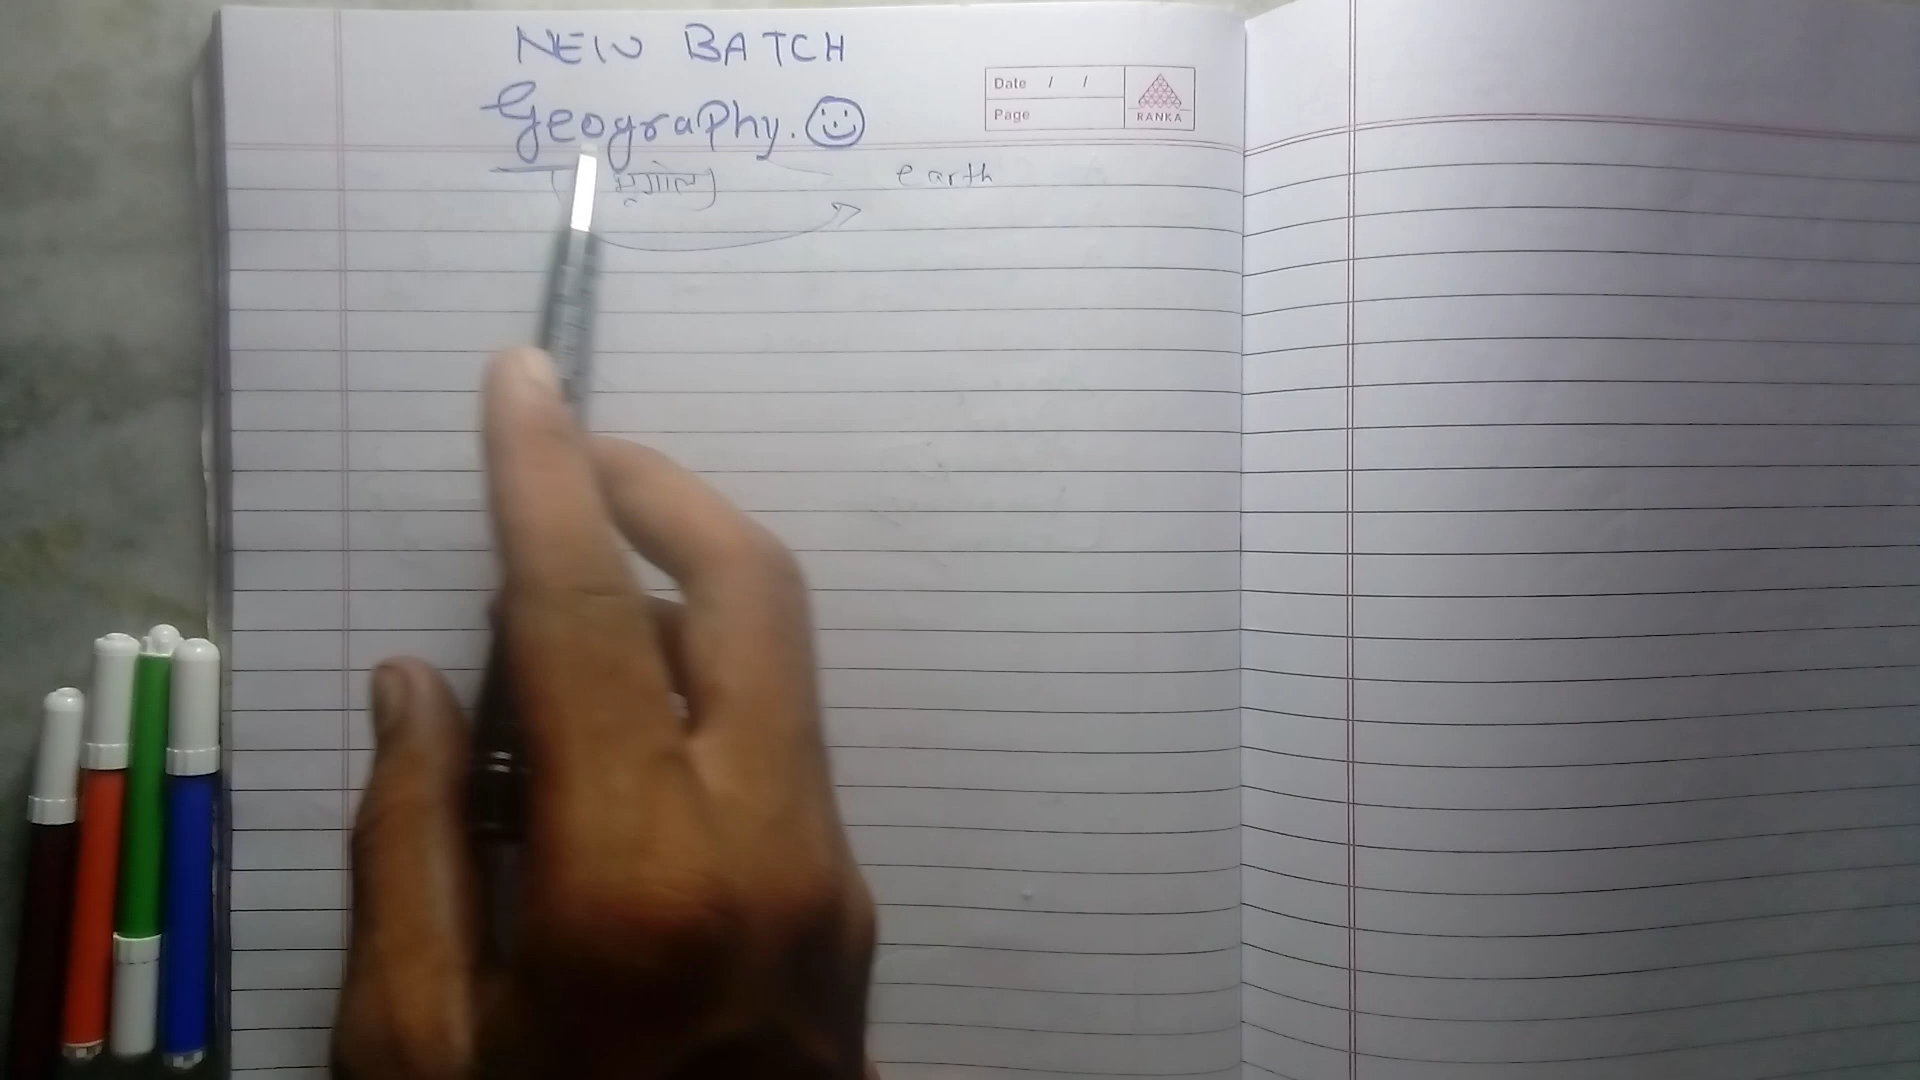 NEW BATCH
Geography.
(भूगोल)
earth
Date / /
Page
RANKA